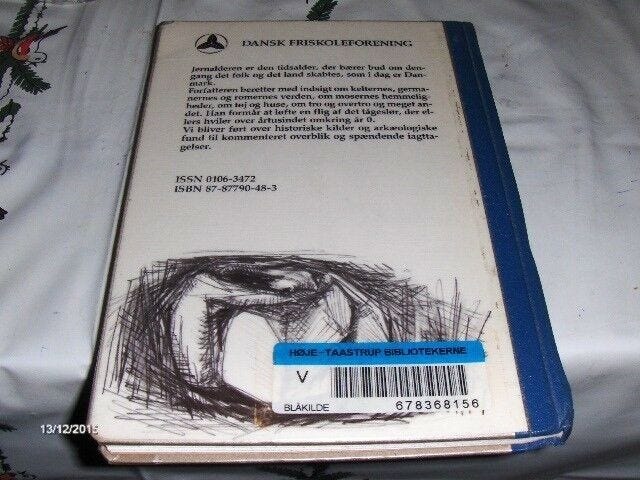 DANSK FRISKOLEFORENING
Jernalderen er den tidsalder, der bærer bud om den-
gang det folk og det land skabtes, som i dag er Dan-
mark.
Forfatteren beretter med indsigt om kelternes, germa-
nernes og romernes verden, om mosernes hemmelig-
heder, om tøj og huse, om tro og overtro og meget an-
det. Han formår at løfte en flig af det tågeslør, der el-
lers hviler over årtusindet omkring år 0.
Vi bliver ført over historiske kilder og arkæologiske
fund til kommenteret overblik og spændende iagtta-
gelser.
ISSN 0106-3472
ISBN 87-87790-48-3
HØJE-TAASTRUP BIBLIOTEKERNE
V
BLÅKILDE
678368156
13/12/2015